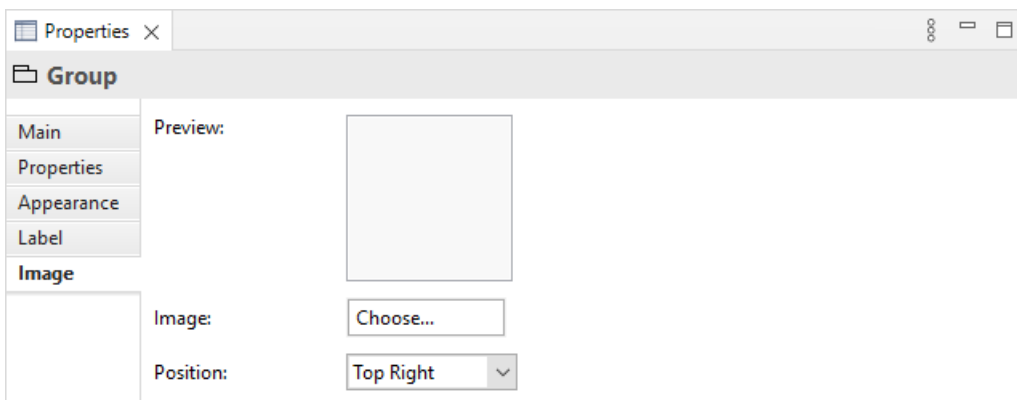 Properties
Group
Main
Properties
Appearance
Label
Image
Preview:
Image:
Choose...
Position:
Top Right